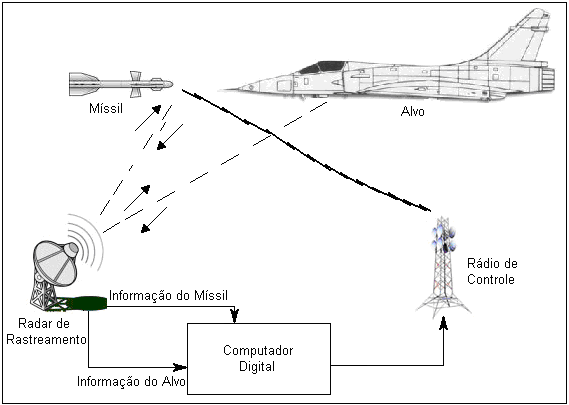 Míssil
Alvo
Rádio de
Controle
Informação do Míssil
Radar de
Rastreamento
Computador
Digital
Informação do Alvo